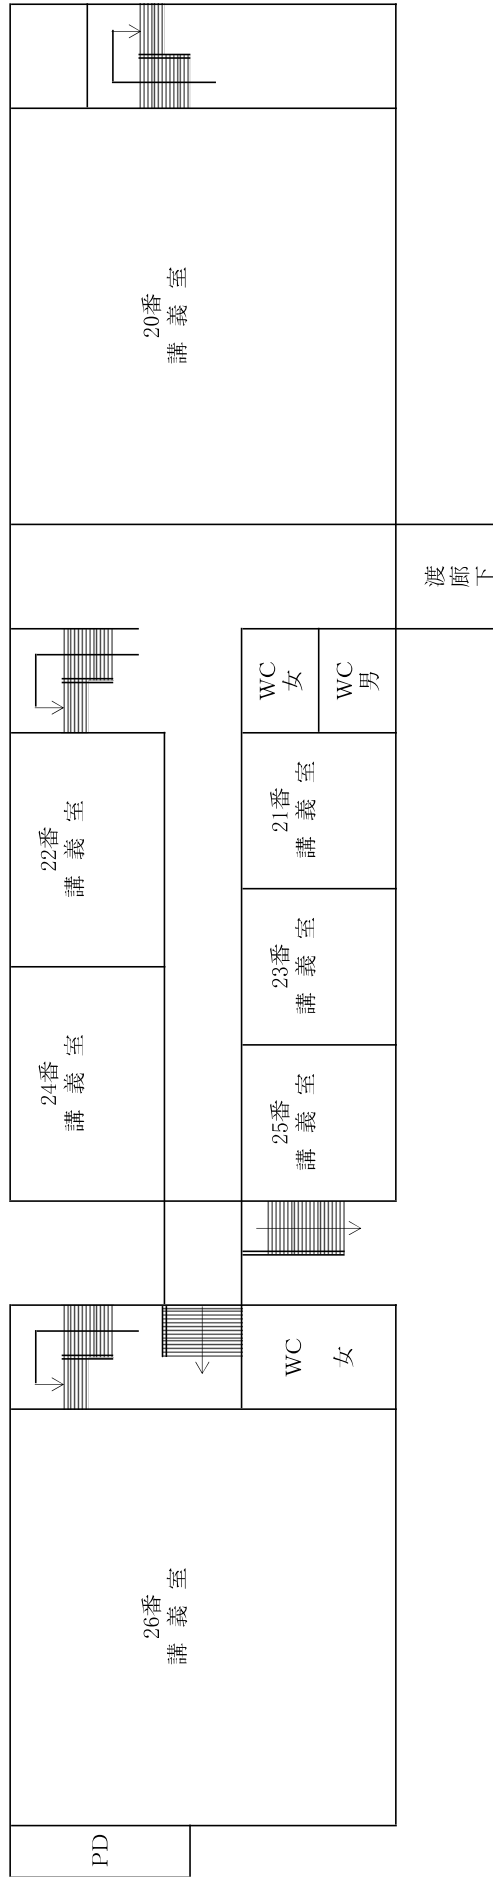 20番
講 義 室
渡
廊
下
WC
女
WC
男
22番
講 義 室
21番
講 義 室
23番
講 義 室
24番
講 義 室
25番
講 義 室
WC
女
26番
講 義 室
PD